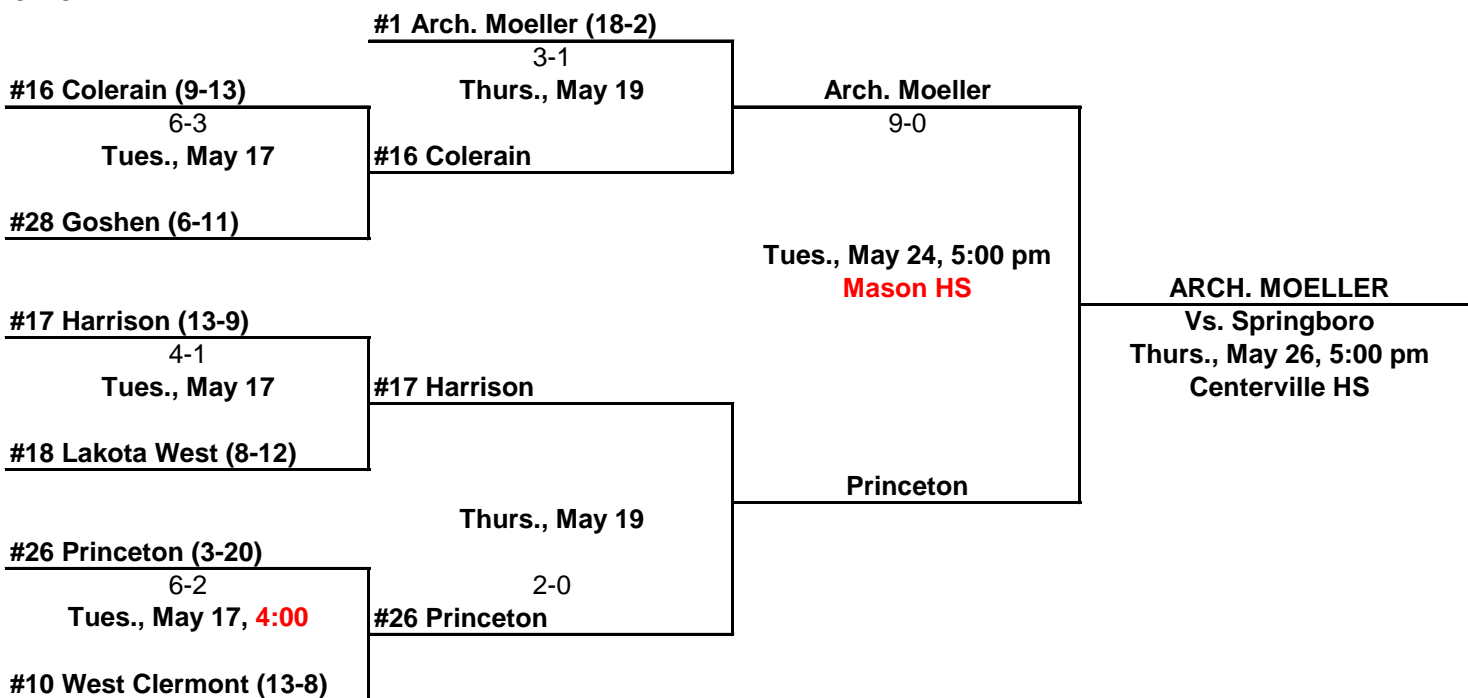 #1 Arch. Moeller (18-2)
3-1
Thurs., May 19
#16 Colerain (9-13)
6-3
Tues., May 17
#16 Colerain
#28 Goshen (6-11)
Arch. Moeller
9-0
Tues., May 24, 5:00 pm
Mason HS
#17 Harrison (13-9)
4-1
Tues., May 17
#17 Harrison
#18 Lakota West (8-12)
Princeton
Thurs., May 19
#26 Princeton (3-20)
6-2
Tues., May 17, 4:00
2-0
#26 Princeton
#10 West Clermont (13-8)
ARCH. MOELLER
Vs. Springboro
Thurs., May 26, 5:00 pm
Centerville HS